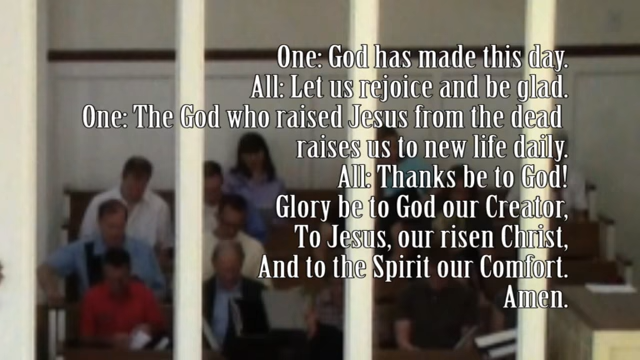 One: God has made this day.
All: Let us rejoice and be glad.
One: The God who raised Jesus from the dead
raises us to new life daily.
All: Thanks be to God!
Glory be to God our Creator,
To Jesus, our risen Christ,
And to the Spirit our Comfort.
Amen.